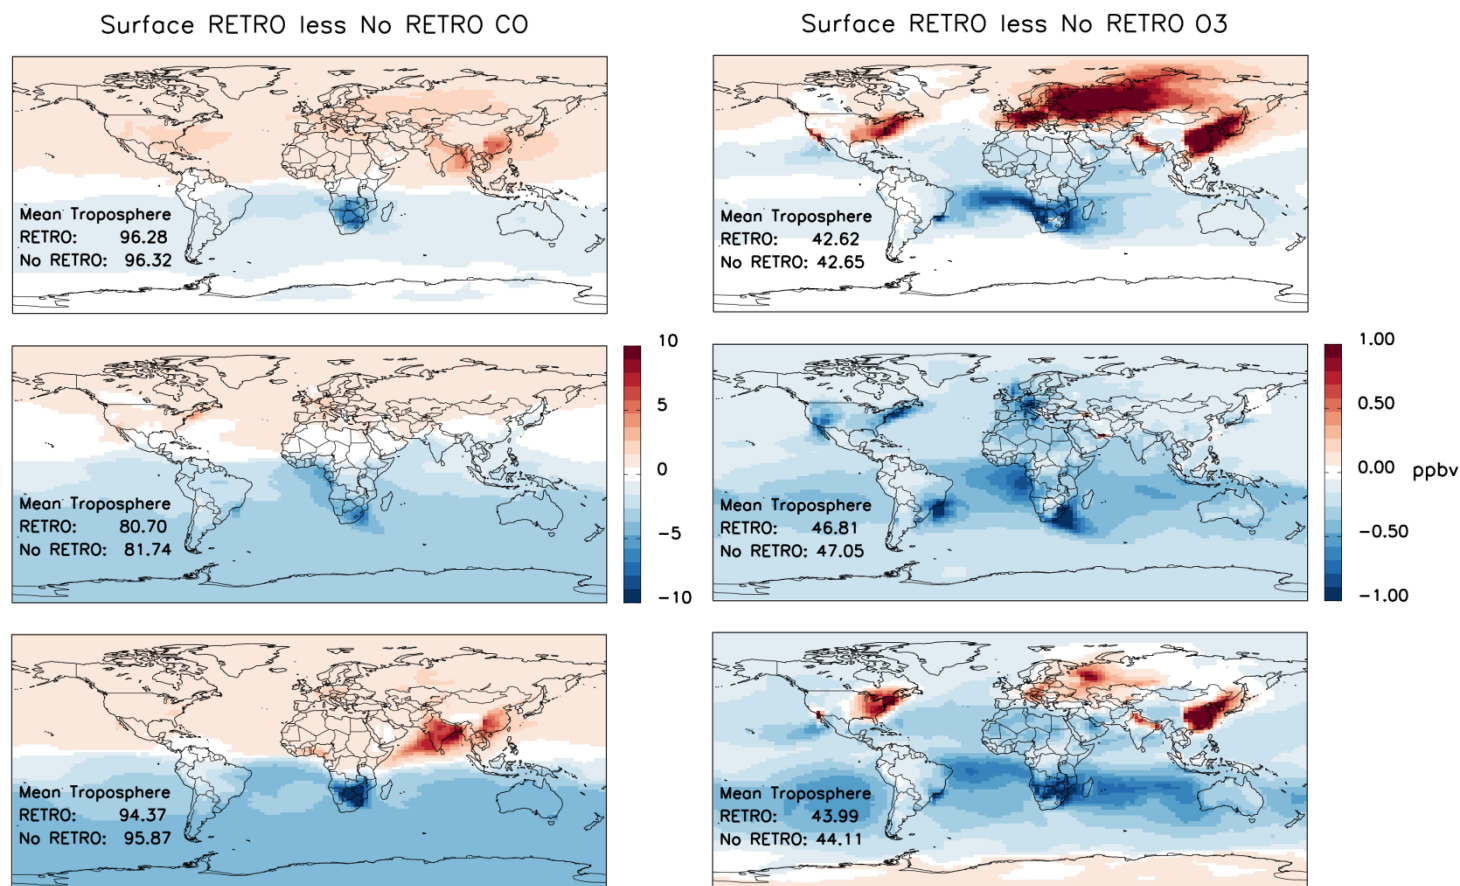 Surface RETRO less No RETRO CO
Mean Troposphere
RETRO: 96.28
No RETRO: 96.32
Mean Troposphere
RETRO: 80.70
No RETRO: 81.74
10
5
0
-5
-10
Mean Troposphere
RETRO: 94.37
No RETRO: 95.87
Surface RETRO less No RETRO O3
Mean Troposphere
RETRO: 42.62
No RETRO: 42.65
Mean Troposphere
RETRO: 46.81
No RETRO: 47.05
1.00
0.50
0.00 ppbv
-0.50
-1.00
Mean Troposphere
RETRO: 43.99
No RETRO: 44.11